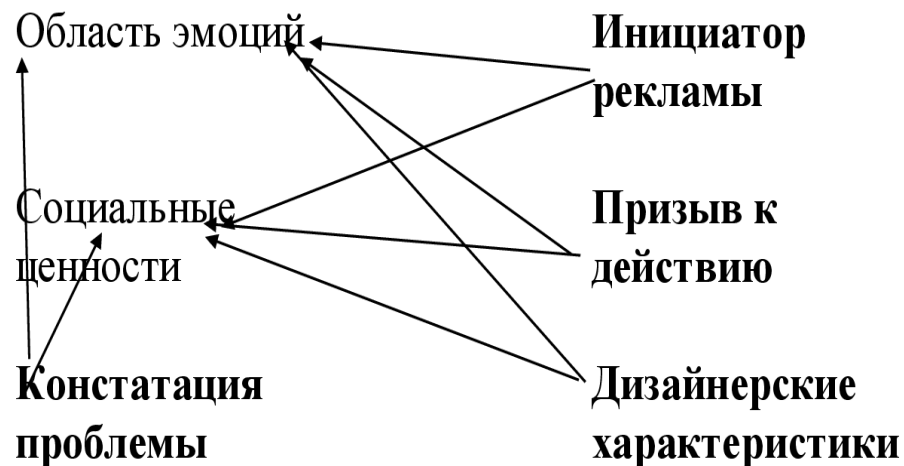 Область эмоций
Инициатор
рекламы
Социальные
ценности
Призыв к
действию
Констатация
проблемы
Дизайнерские
характеристики